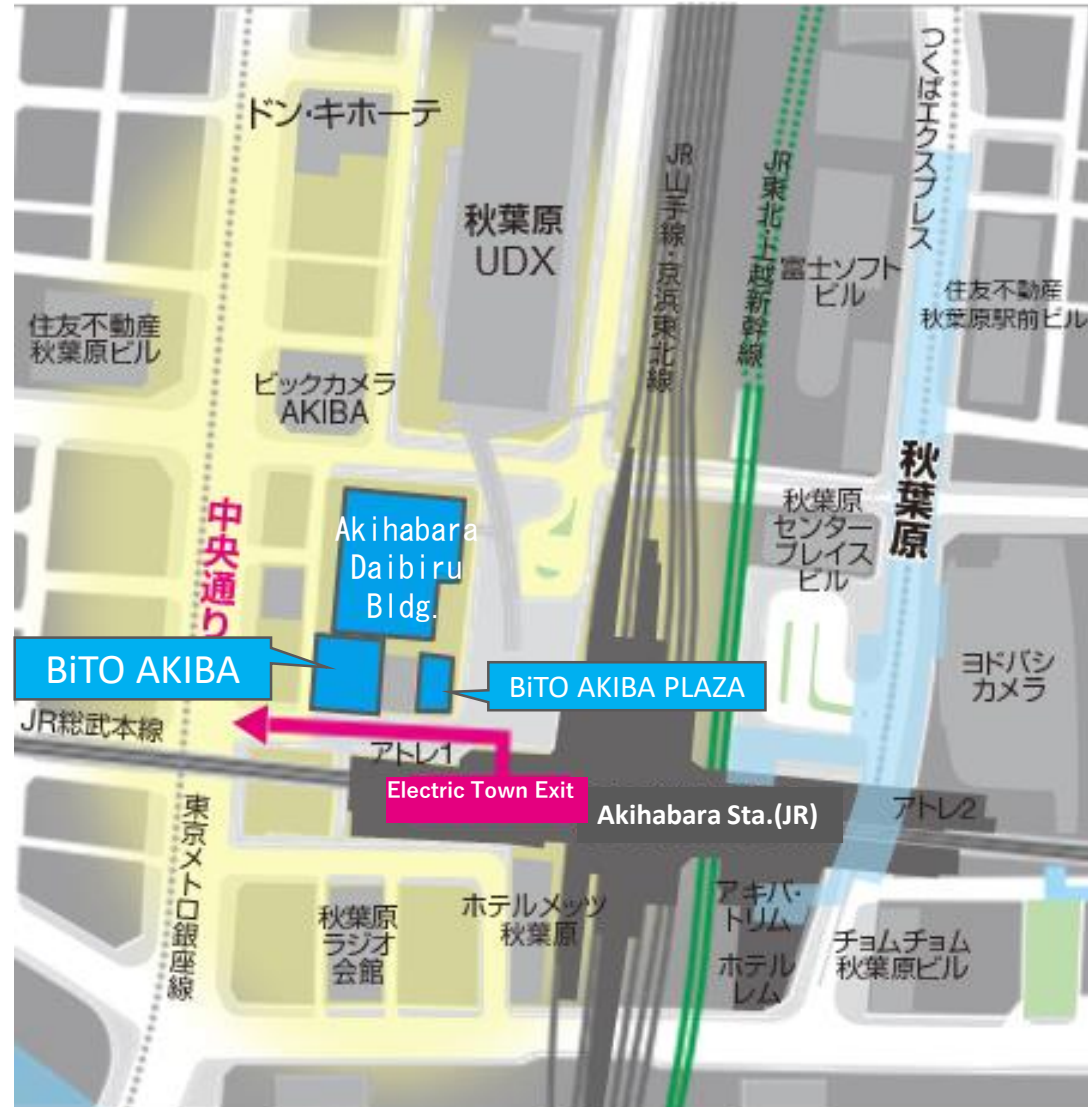 つくばエクスプレス
ドン・キホーテ
JR山手線・京浜東北線
JR東北・上越新幹線
秋葉原
UDX
富士ソフト
ビル
住友不動産
秋葉原駅前ビル
住友不動産
秋葉原ビル
ビックカメラ
AKIBA
秋葉原
秋葉原
センター
プレイス
ビル
中央通り
Akihabara
Daibiru
Bldg.
BiTO AKIBA
BiTO AKIBA PLAZA
ヨドバシ
カメラ
JR総武本線
アトレ1
Electric Town Exit
Akihabara Sta.(JR)
アトレ2
東京メトロ銀座線
秋葉原
ラジオ
会館
ホテルメッツ
秋葉原
アキバ・
トリム
ホテル
レム
チョムチョム
秋葉原ビル